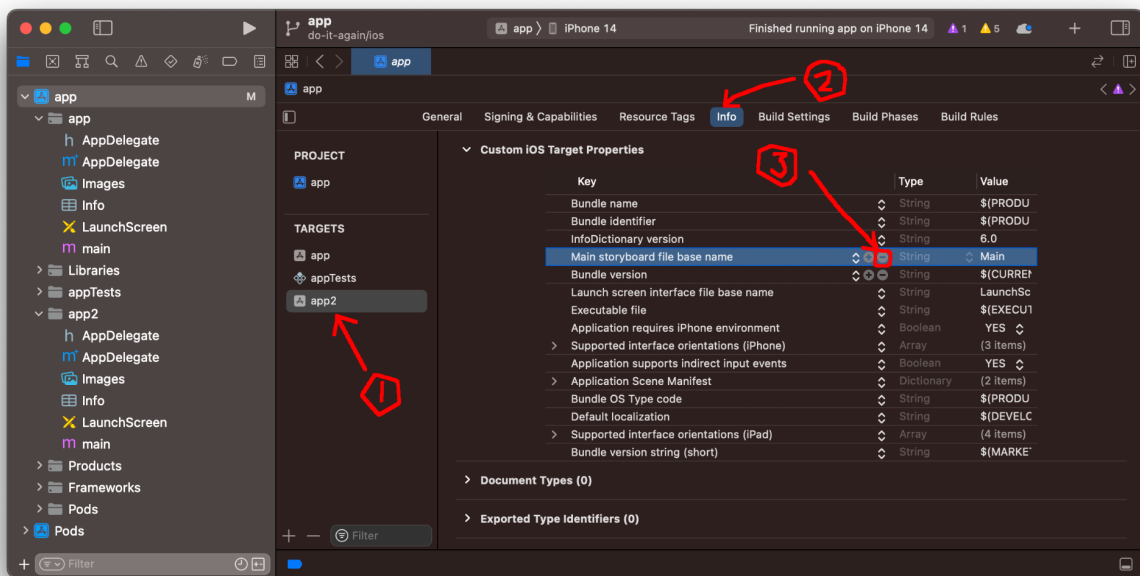 app
do-it-again/ios
app
iPhone 14
Finished running app on iPhone 14
1
5
app
app
M
app
AppDelegate
AppDelegate
Images
Info
LaunchScreen
main
Libraries
appTests
app2
AppDelegate
AppDelegate
Images
Info
LaunchScreen
main
Products
Frameworks
Pods
Pods
Filter
app
General
Signing & Capabilities
Resource Tags
Info
Build Settings
Build Phases
Build Rules
2
PROJECT
app
TARGETS
app
appTests
app2
1
Filter
Custom iOS Target Properties
3
Key Type Value
Bundle name String $(PRODU
Bundle identifier String $(PRODU
InfoDictionary version String 6.0
Main storyboard file base name String Main
Bundle version String $(CURREN
Launch screen interface file base name String LaunchSc
Executable file String $(EXECUT
Application requires iPhone environment Boolean YES
Supported interface orientations (iPhone) Array (3 items)
Application supports indirect input events Boolean YES
Application Scene Manifest Dictionary (2 items)
Bundle OS Type code String $(PRODU
Default localization String $(DEVELC
Supported interface orientations (iPad) Array (4 items)
Bundle version string (short) String $(MARKE
Document Types (0)
Exported Type Identifiers (0)